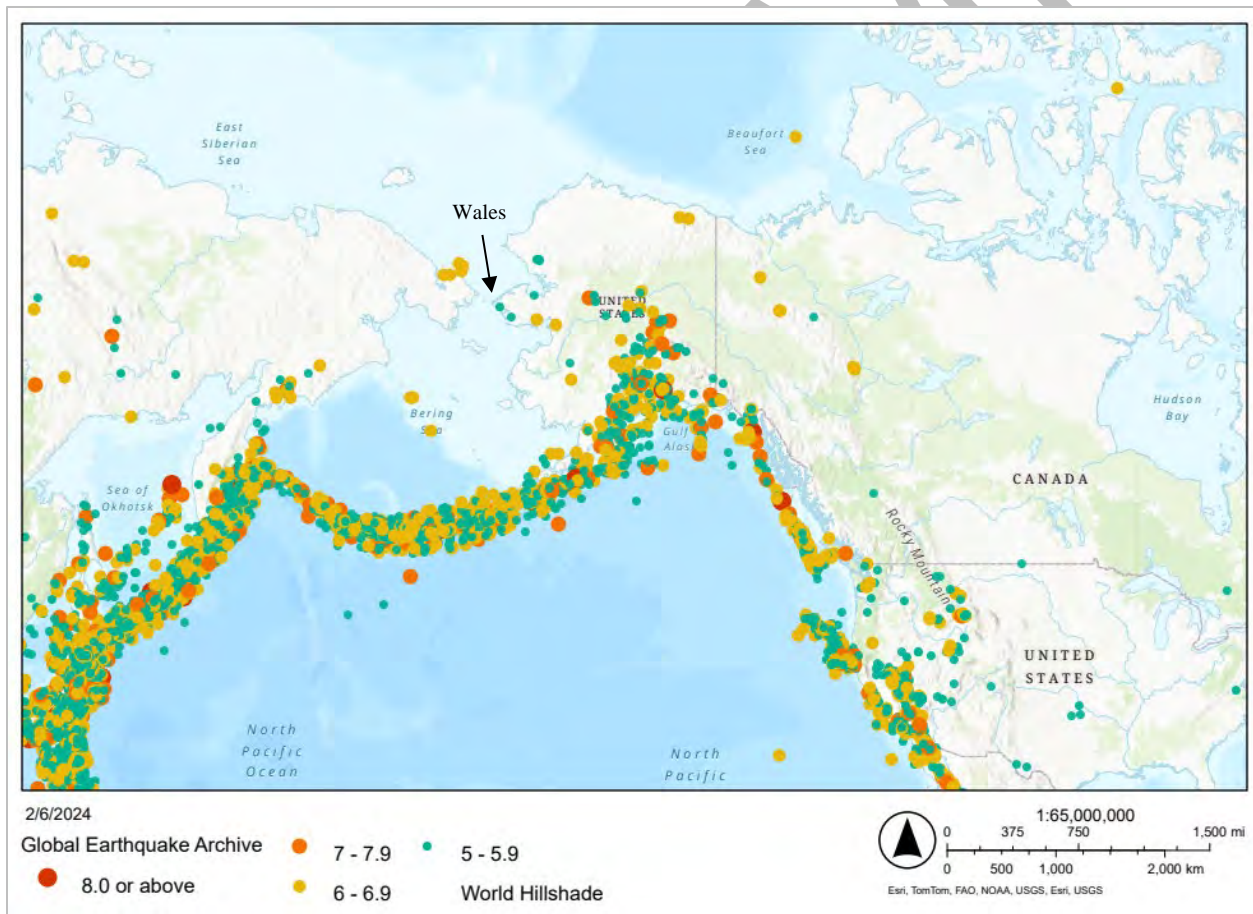 East
Siberian
Sea
Beaufort
Sea
Wales
UNITED
STATES
Bering
Sea
Hudson
Bay
Gulf
Alas
Sea of
Okhotsk
CANADA
Rocky Mountain
UNITED
STATES
North
Pacific
Ocean
North
Pacific
2/6/2024
Global Earthquake Archive
8.0 or above
7 - 7.9
6 - 6.9
5 - 5.9
World Hillshade
1:65,000,000
0 375 750 1,500 mi
0 500 1,000 2,000 km
Esri, TomTom, FAO, NOAA, USGS, Esri, USGS